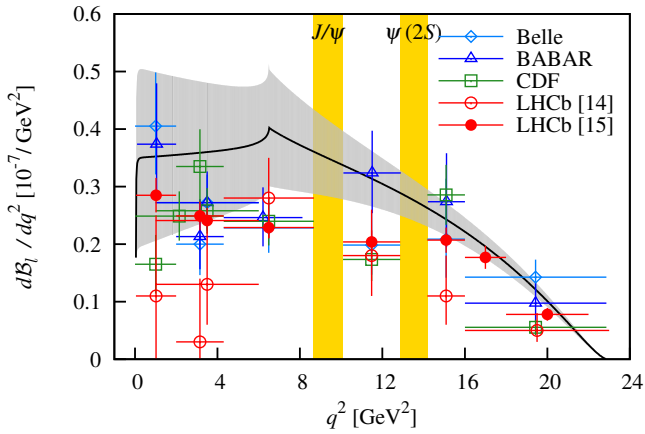 0.6
0.5
0.4
0.3
0.2
0.1
0
0 4 8 12 16 20 24
dB_l / dq² [10⁻⁷/ GeV²]
q² [GeV²]
J/ψ
ψ (2S)
Belle
BABAR
CDF
LHCb [14]
LHCb [15]